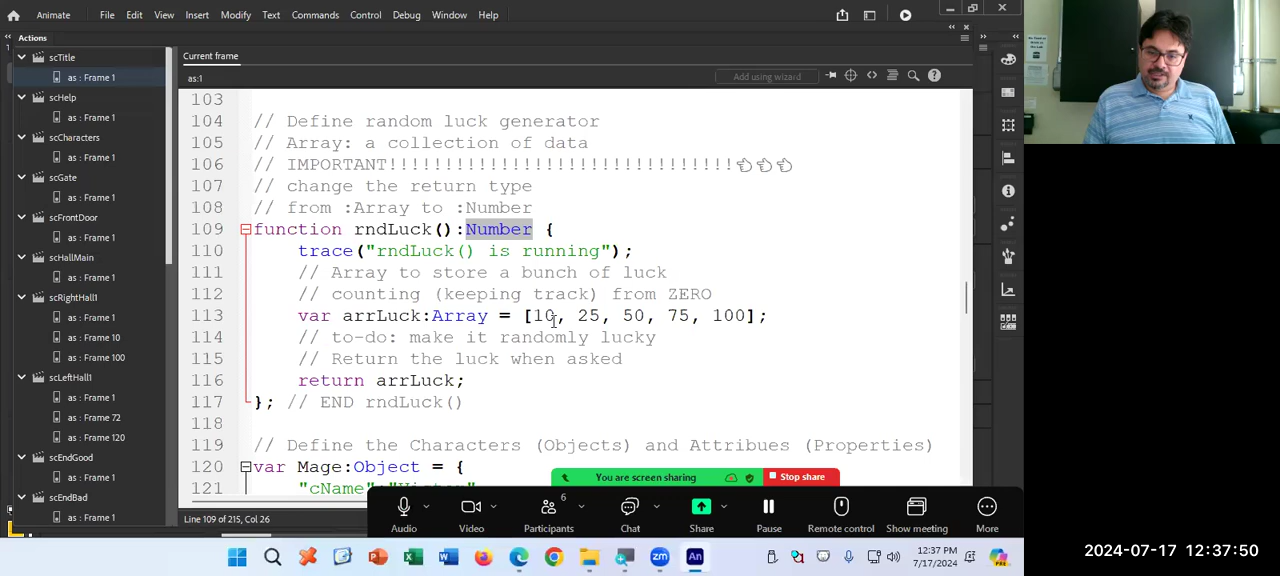 Animate File Edit View Insert Modify Text Commands Control Debug Window Help
Actions
scTitle
as : Frame 1
scHelp
as : Frame 1
scCharacters
as : Frame 1
scGate
as : Frame 1
scFrontDoor
as : Frame 1
scHallMain
as : Frame 1
scRightHall1
as : Frame 1
as : Frame 10
as : Frame 100
scLeftHall1
as : Frame 1
as : Frame 72
as : Frame 120
scEndGood
as : Frame 1
scEndBad
as : Frame 1
Current frame
as:1
Add using wizard
103
104 // Define random luck generator
105 // Array: a collection of data
106 // IMPORTANT!!!!!!!!!!!!!!!!!!!!!!!!!!!!!!!👈👈👈
107 // change the return type
108 // from :Array to :Number
109 function rndLuck():Number {
110 trace("rndLuck() is running");
111 // Array to store a bunch of luck
112 // counting (keeping track) from ZERO
113 var arrLuck:Array = [10, 25, 50, 75, 100];
114 // to-do: make it randomly lucky
115 // Return the luck when asked
116 return arrLuck;
117 }; // END rndLuck()
118
119 // Define the Characters (Objects) and Attribues (Properties)
120 var Mage:Object = {
121
Line 109 of 215, Col 26
You are screen sharing Stop share
Audio Video Participants 6 Chat Share Pause Remote control Show meeting More
12:37 PM
7/17/2024
2024-07-17 12:37:50